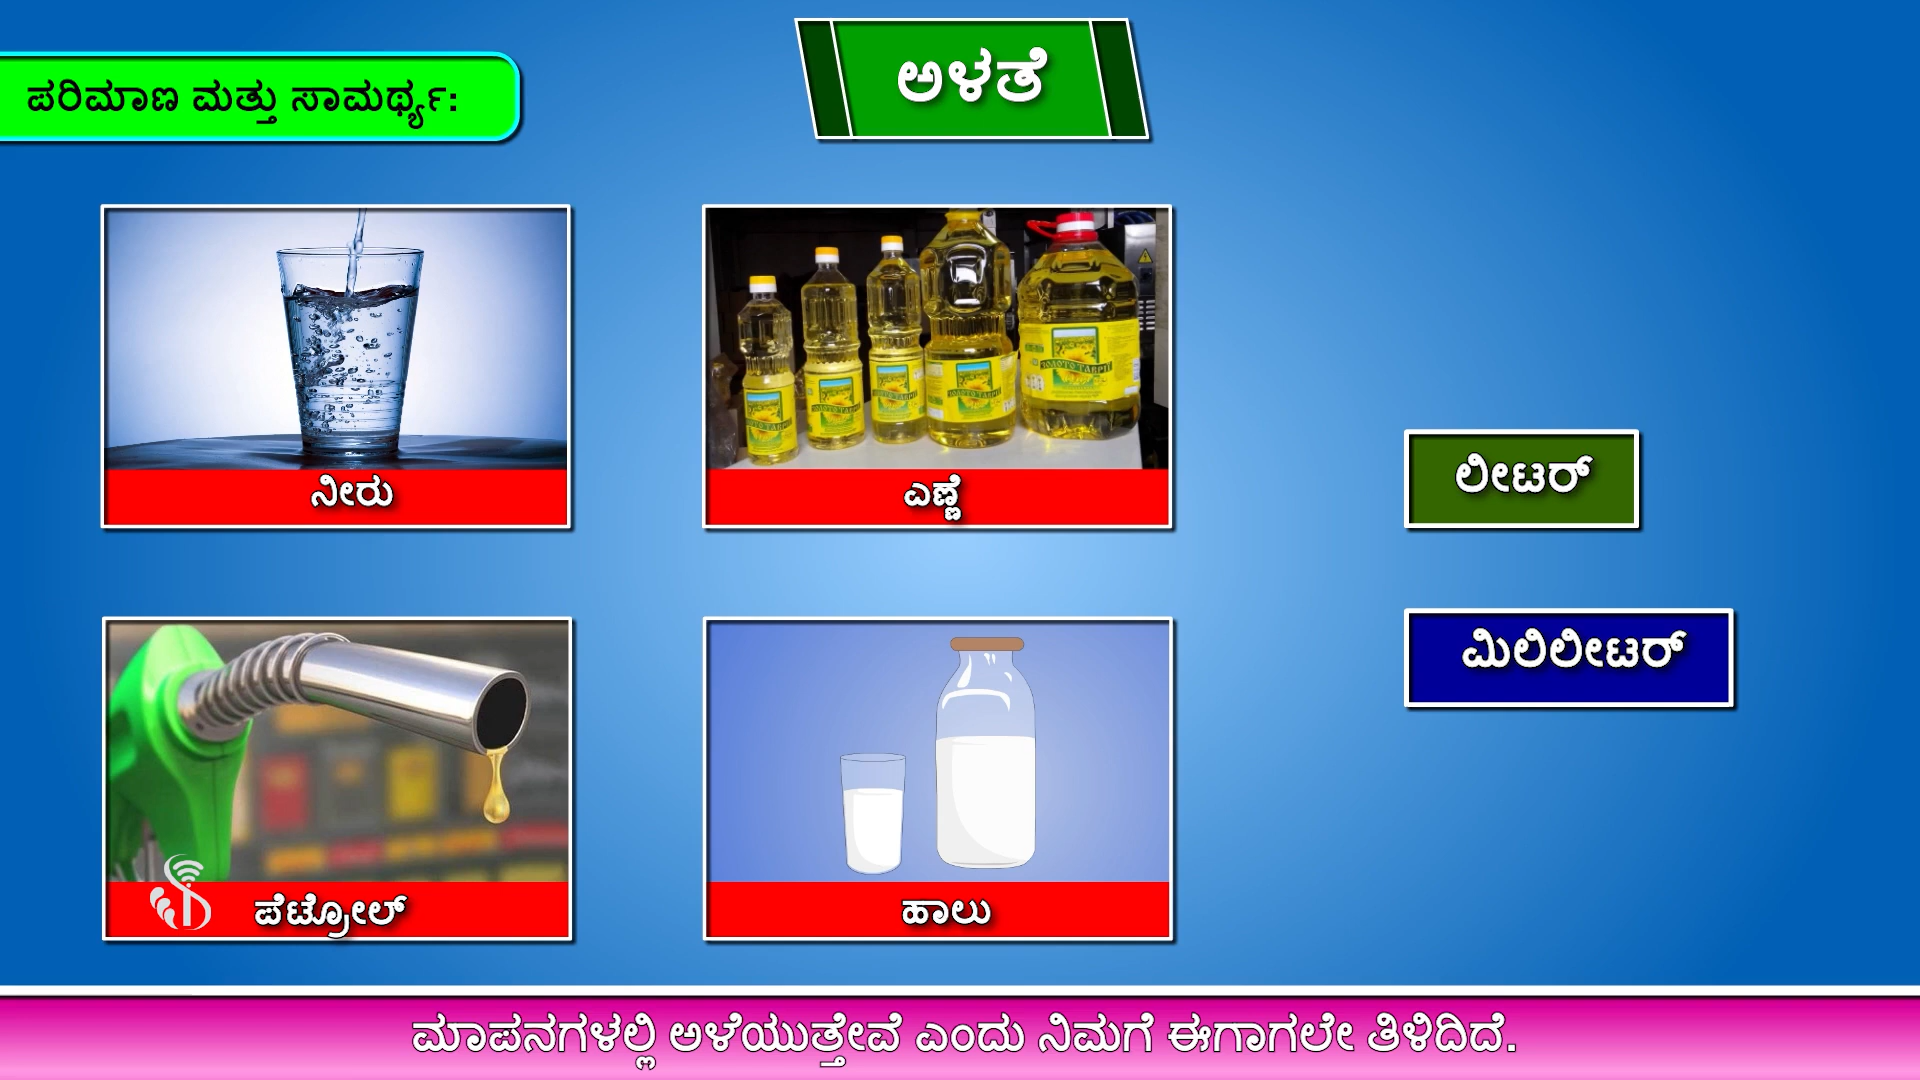 ಅಳತೆ
ಪರಿಮಾಣ ಮತ್ತು ಸಾಮರ್ಥ್ಯ:
ನೀರು
ಎಣ್ಣೆ
ಲೀಟರ್
ಮಿಲಿಲೀಟರ್
ಪೆಟ್ರೋಲ್
ಹಾಲು
ಮಾಪನಗಳಲ್ಲಿ ಅಳೆಯುತ್ತೇವೆ ಎಂದು ನಿಮಗೆ ಈಗಾಗಲೇ ತಿಳಿದಿದೆ.